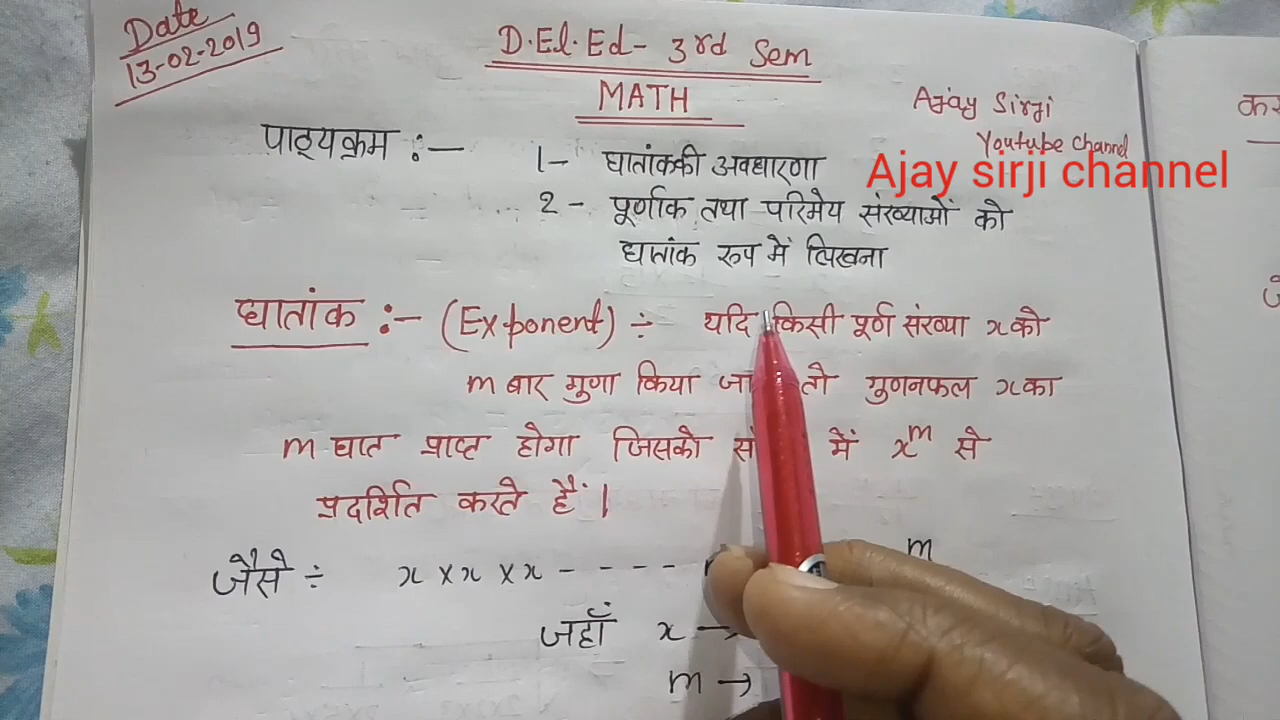 Date
13-02-2019
D.El.Ed- 3rd Sem
MATH
Ajay Sirji
Youtube Channel
Ajay sirji channel
पाठ्यक्रम :-
1- घातांककी अवधारणा
2- पूर्णांक तथा परिमेय संख्याओं को
घातांक रूप में लिखना
घातांक :- (Exponent) ÷ यदि किसी पूर्ण संख्या x को
m बार गुणा किया तो गुणनफल x का
m घात प्राप्त होगा जिसको में x^m से
प्रदर्शित करते हैं।
जैसे ÷ x × x × x - - - - m
जहाँ x →
m →